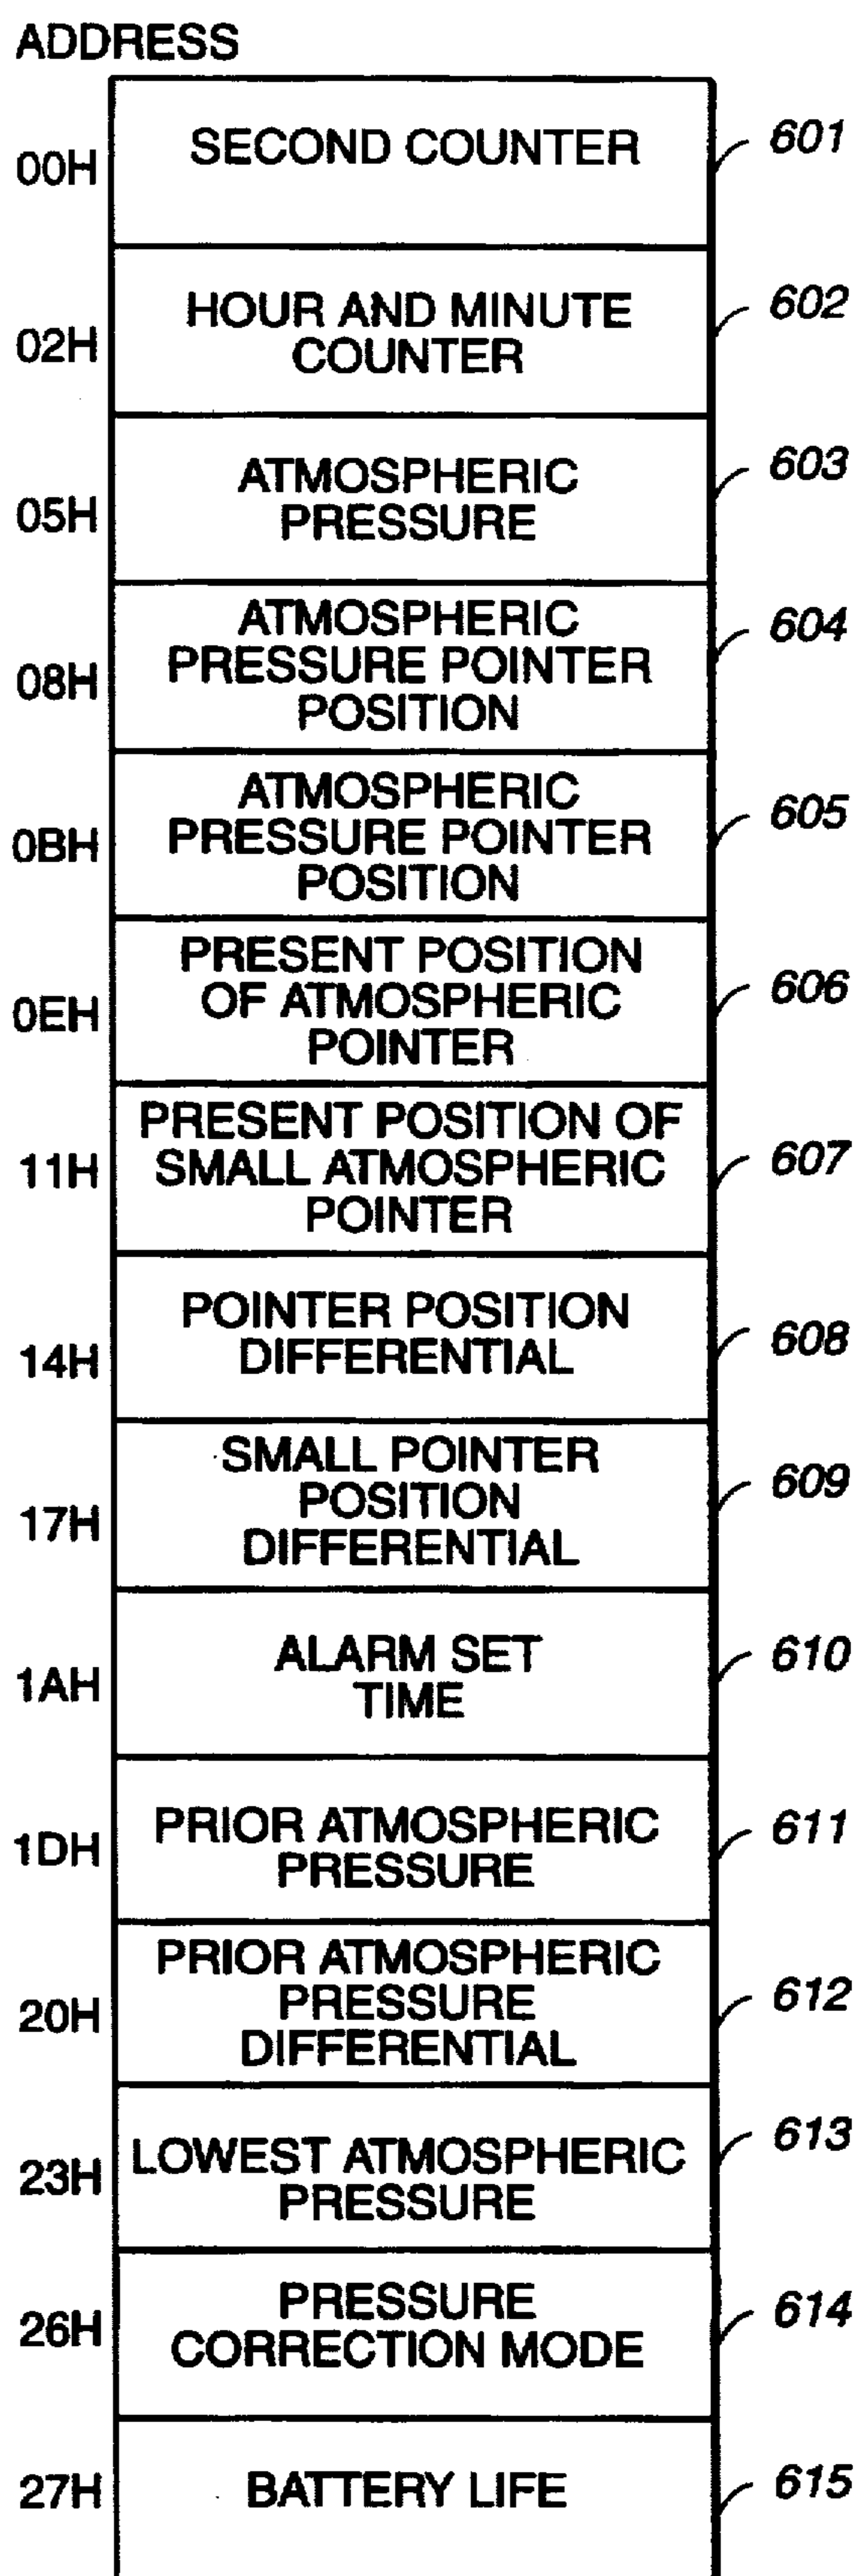 ADDRESS
SECOND COUNTER
601
00H
HOUR AND MINUTE
COUNTER
602
02H
ATMOSPHERIC
PRESSURE
603
05H
ATMOSPHERIC
PRESSURE POINTER
POSITION
604
08H
ATMOSPHERIC
PRESSURE POINTER
POSITION
605
0BH
PRESENT POSITION
OF ATMOSPHERIC
POINTER
606
0EH
PRESENT POSITION OF
SMALL ATMOSPHERIC
POINTER
607
11H
POINTER POSITION
DIFFERENTIAL
608
14H
SMALL POINTER
POSITION
DIFFERENTIAL
609
17H
ALARM SET
TIME
610
1AH
PRIOR ATMOSPHERIC
PRESSURE
611
1DH
PRIOR ATMOSPHERIC
PRESSURE
DIFFERENTIAL
612
20H
LOWEST ATMOSPHERIC
PRESSURE
613
23H
PRESSURE
CORRECTION MODE
614
26H
BATTERY LIFE
615
27H